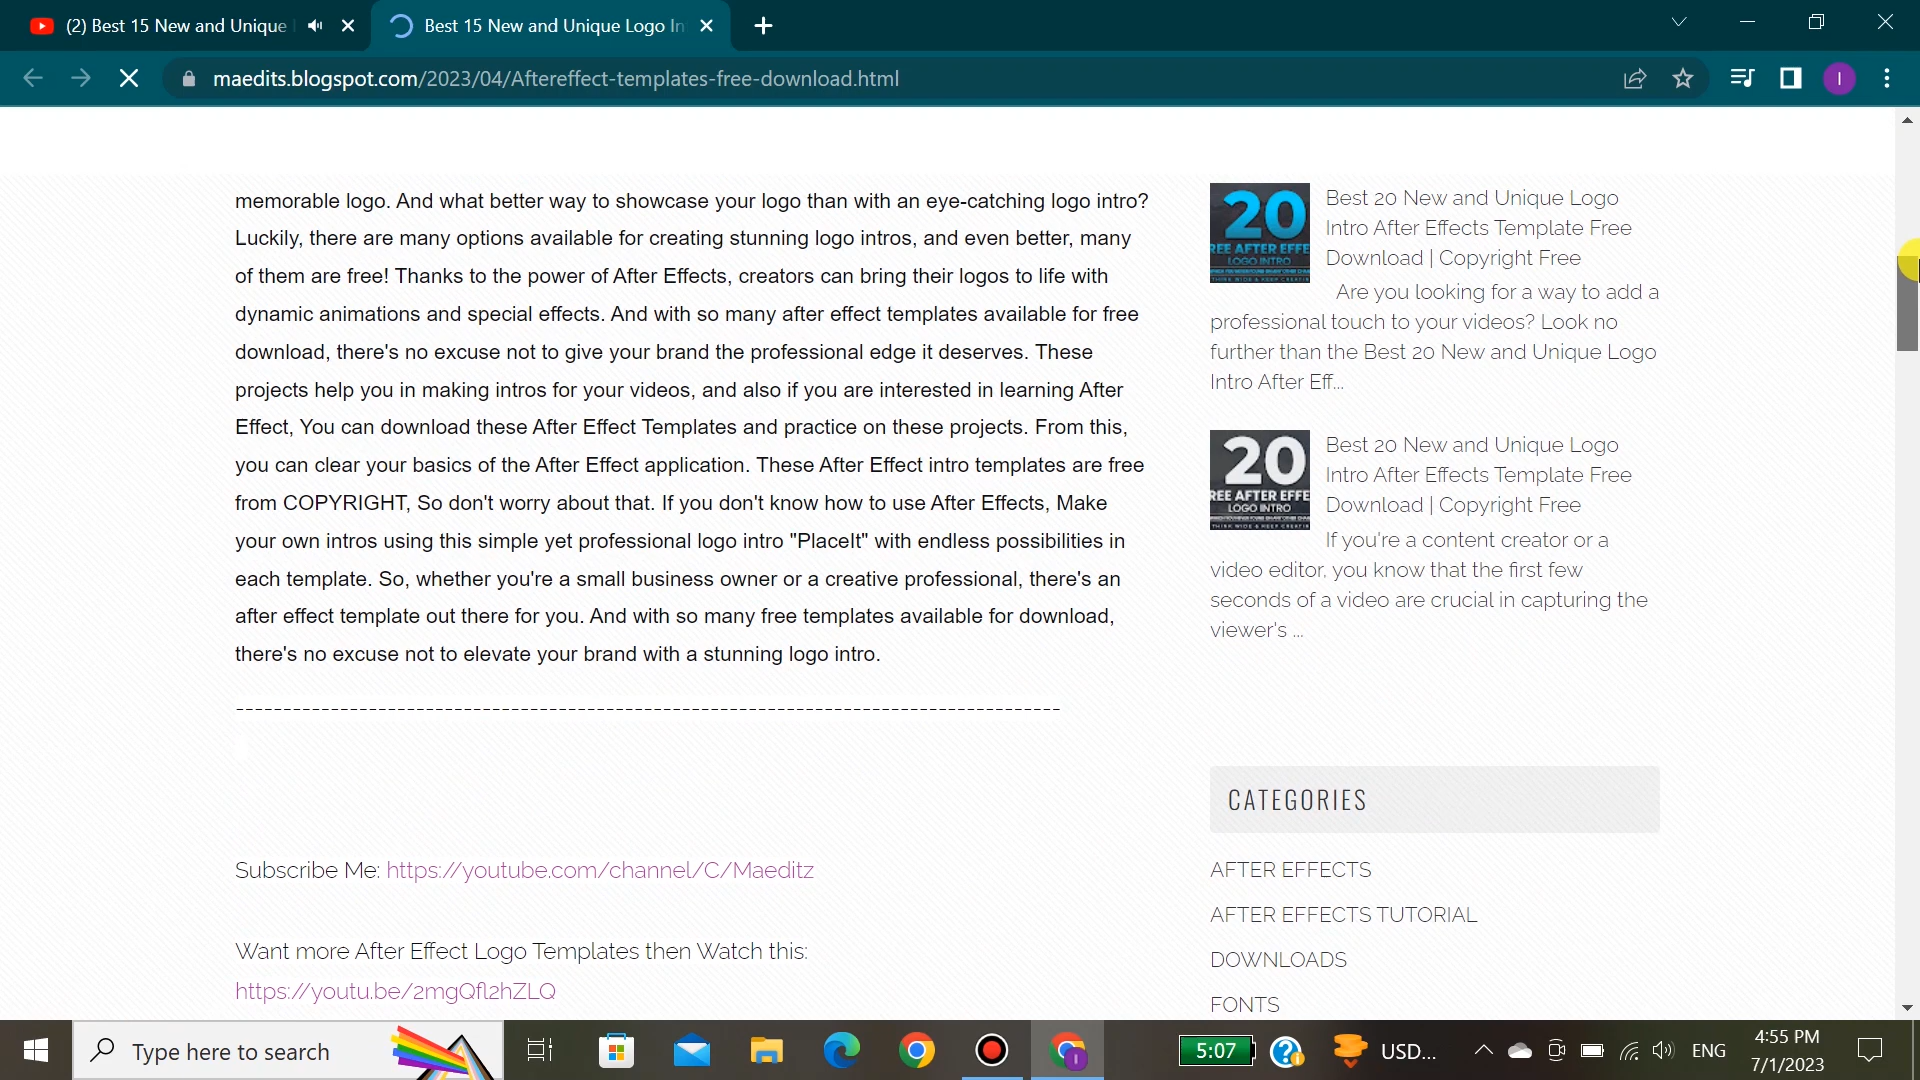 (2) Best 15 New and Unique
Best 15 New and Unique Logo In
maedits.blogspot.com/2023/04/Aftereffect-templates-free-download.html
I
memorable logo. And what better way to showcase your logo than with an eye-catching logo intro?
Luckily, there are many options available for creating stunning logo intros, and even better, many
of them are free! Thanks to the power of After Effects, creators can bring their logos to life with
dynamic animations and special effects. And with so many after effect templates available for free
download, there's no excuse not to give your brand the professional edge it deserves. These
projects help you in making intros for your videos, and also if you are interested in learning After
Effect, You can download these After Effect Templates and practice on these projects. From this,
you can clear your basics of the After Effect application. These After Effect intro templates are free
from COPYRIGHT, So don't worry about that. If you don't know how to use After Effects, Make
your own intros using this simple yet professional logo intro "PlaceIt" with endless possibilities in
each template. So, whether you're a small business owner or a creative professional, there's an
after effect template out there for you. And with so many free templates available for download,
there's no excuse not to elevate your brand with a stunning logo intro.
---------------------------------------------------------------------------------------
Subscribe Me: https://youtube.com/channel/C/Maeditz
Want more After Effect Logo Templates then Watch this:
https://youtu.be/2mgQfl2hZLQ
20
REE AFTER EFFE
LOGO INTRO
THINK WIDE & KEEP CREATIN
Best 20 New and Unique Logo
Intro After Effects Template Free
Download | Copyright Free
Are you looking for a way to add a
professional touch to your videos? Look no
further than the Best 20 New and Unique Logo
Intro After Eff...
20
REE AFTER EFFE
LOGO INTRO
THINK WIDE & KEEP CREATIN
Best 20 New and Unique Logo
Intro After Effects Template Free
Download | Copyright Free
If you're a content creator or a
video editor, you know that the first few
seconds of a video are crucial in capturing the
viewer's ...
CATEGORIES
AFTER EFFECTS
AFTER EFFECTS TUTORIAL
DOWNLOADS
FONTS
Type here to search
I
5:07
USD...
ENG
4:55 PM
7/1/2023